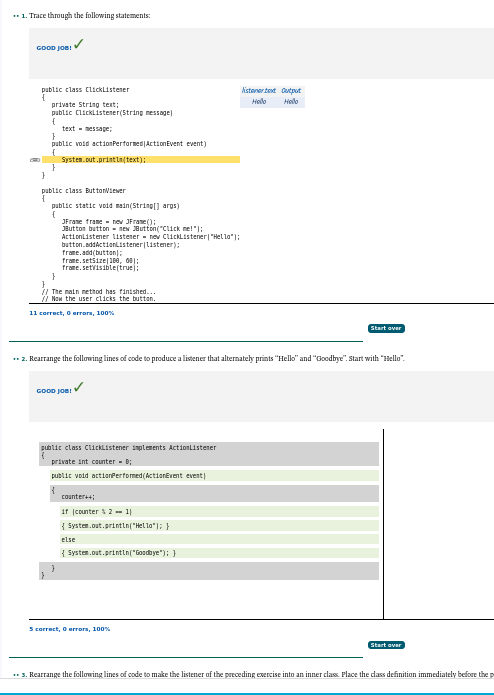 •• 1. Trace through the following statements:
GOOD JOB! ✓
public class ClickListener
{
   private String text;
   public ClickListener(String message)
   {
      text = message;
   }
   public void actionPerformed(ActionEvent event)
   {
      System.out.println(text);
   }
}
listener.text Output
Hello Hello
public class ButtonViewer
{
   public static void main(String[] args)
   {
      JFrame frame = new JFrame();
      JButton button = new JButton("Click me!");
      ActionListener listener = new ClickListener("Hello");
      button.addActionListener(listener);
      frame.add(button);
      frame.setSize(100, 60);
      frame.setVisible(true);
   }
}
// The main method has finished...
// Now the user clicks the button.
11 correct, 0 errors, 100%
Start over
•• 2. Rearrange the following lines of code to produce a listener that alternately prints “Hello” and “Goodbye”. Start with “Hello”.
GOOD JOB! ✓
public class ClickListener implements ActionListener
{
   private int counter = 0;
   public void actionPerformed(ActionEvent event)
   {
      counter++;
      if (counter % 2 == 1)
      { System.out.println("Hello"); }
      else
      { System.out.println("Goodbye"); }
   }
}
5 correct, 0 errors, 100%
Start over
•• 3. Rearrange the following lines of code to make the listener of the preceding exercise into an inner class. Place the class definition immediately before the p